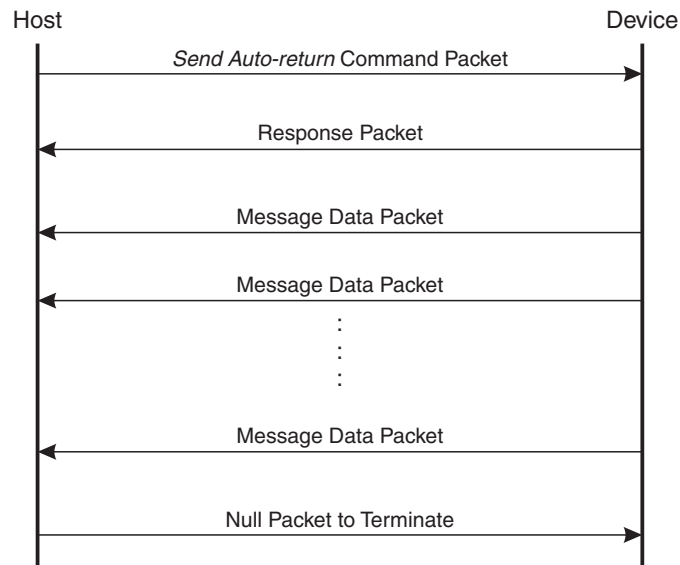 Host Device
Send Auto-return Command Packet
Response Packet
Message Data Packet
Message Data Packet
:
:
:
Message Data Packet
Null Packet to Terminate